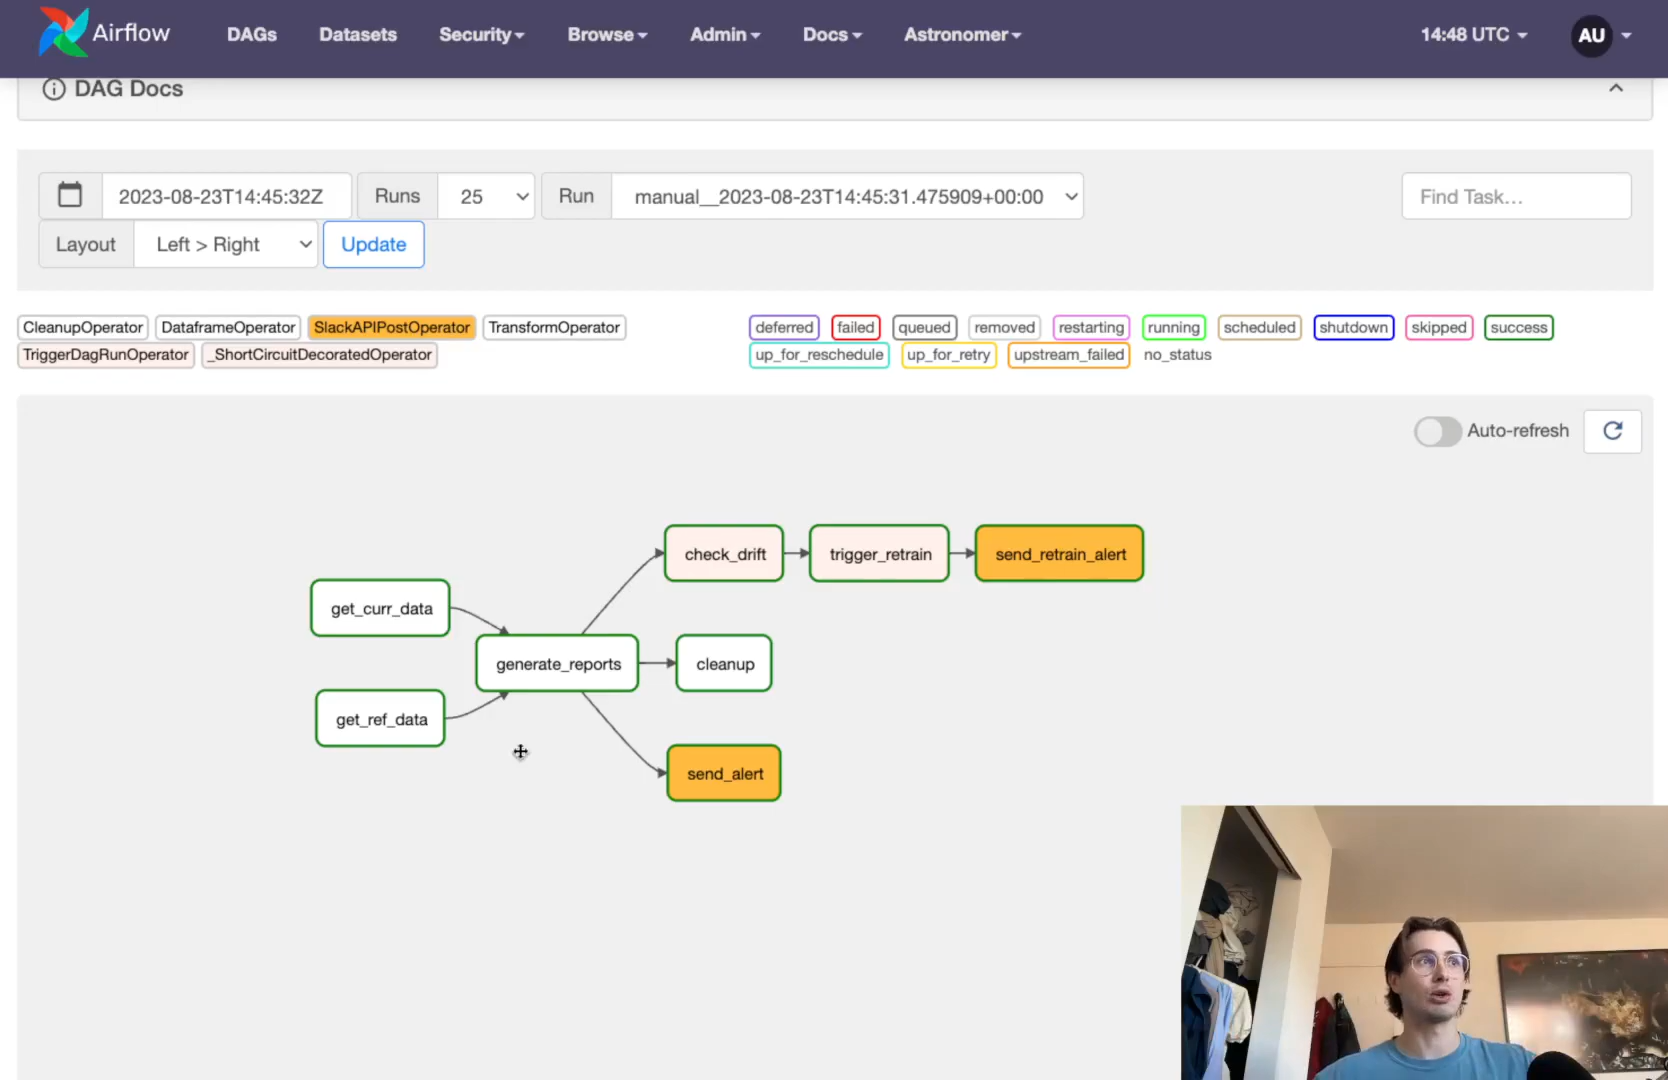 Airflow DAGs Datasets Security Browse Admin Docs Astronomer 14:48 UTC AU
DAG Docs
2023-08-23T14:45:32Z Runs 25 Run manual__2023-08-23T14:45:31.475909+00:00 Find Task...
Layout Left > Right Update
CleanupOperator DataframeOperator SlackAPIPostOperator TransformOperator
TriggerDagRunOperator _ShortCircuitDecoratedOperator
deferred failed queued removed restarting running scheduled shutdown skipped success
up_for_reschedule up_for_retry upstream_failed no_status
Auto-refresh
check_drift trigger_retrain send_retrain_alert
get_curr_data
generate_reports cleanup
get_ref_data
send_alert